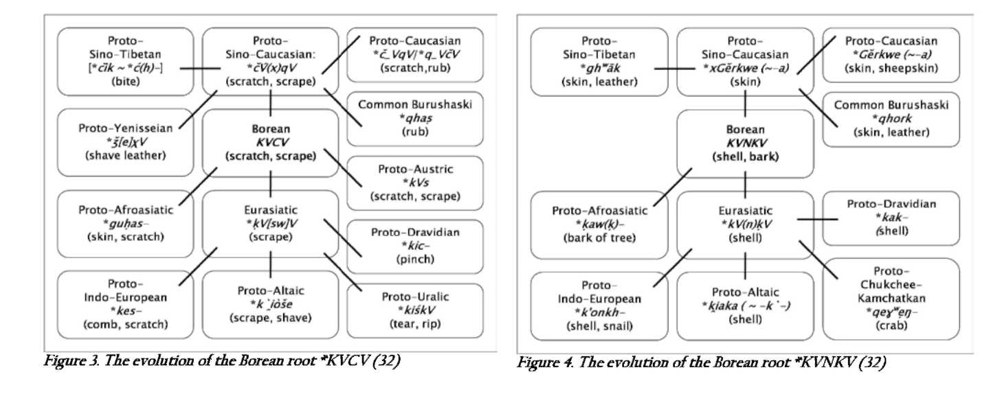 Proto-
Sino-Tibetan
[*čīk ~ *ć(h)-]
(bite)
Proto-
Sino-Caucasian:
*čV̄(x)qV
(scratch, scrape)
Proto-Caucasian
*č_VqV/*q_VčV
(scratch,rub)
Common Burushaski
*qhaṣ
(rub)
Proto-Yenisseian
*ǯ[e]χV
(shave leather)
Borean
KVCV
(scratch, scrape)
Proto-Austric
*kVs
(scratch, scrape)
Proto-Afroasiatic
*guḥas-
(skin, scratch)
Eurasiatic
*ḳV[sw]V
(scrape)
Proto-Dravidian
*kic-
(pinch)
Proto-
Indo-European
*kes-
(comb, scratch)
Proto-Altaic
*k`i̯òše
(scrape, shave)
Proto-Uralic
*kiśkV
(tear, rip)
Figure 3. The evolution of the Borean root *KVCV (32)
Proto-
Sino-Tibetan
*ghʷāk
(skin, leather)
Proto-
Sino-Caucasian
*xGĕrkwe (~-a)
(skin)
Proto-Caucasian
*Gĕrkwe (~-a)
(skin, sheepskin)
Common Burushaski
*qhork
(skin, leather)
Borean
KVNKV
(shell, bark)
Proto-Afroasiatic
*ḳaw(ḳ)-
(bark of tree)
Eurasiatic
*kV(n)ḳV
(shell)
Proto-Dravidian
*kak-
(shell)
Proto-
Indo-European
*k'onkh-
(shell, snail)
Proto-Altaic
*ḳi̯aka ( ~ -k`-)
(shell)
Proto-
Chukchee-
Kamchatkan
*qeɣʷẹŋ-
(crab)
Figure 4. The evolution of the Borean root *KVNKV (32)